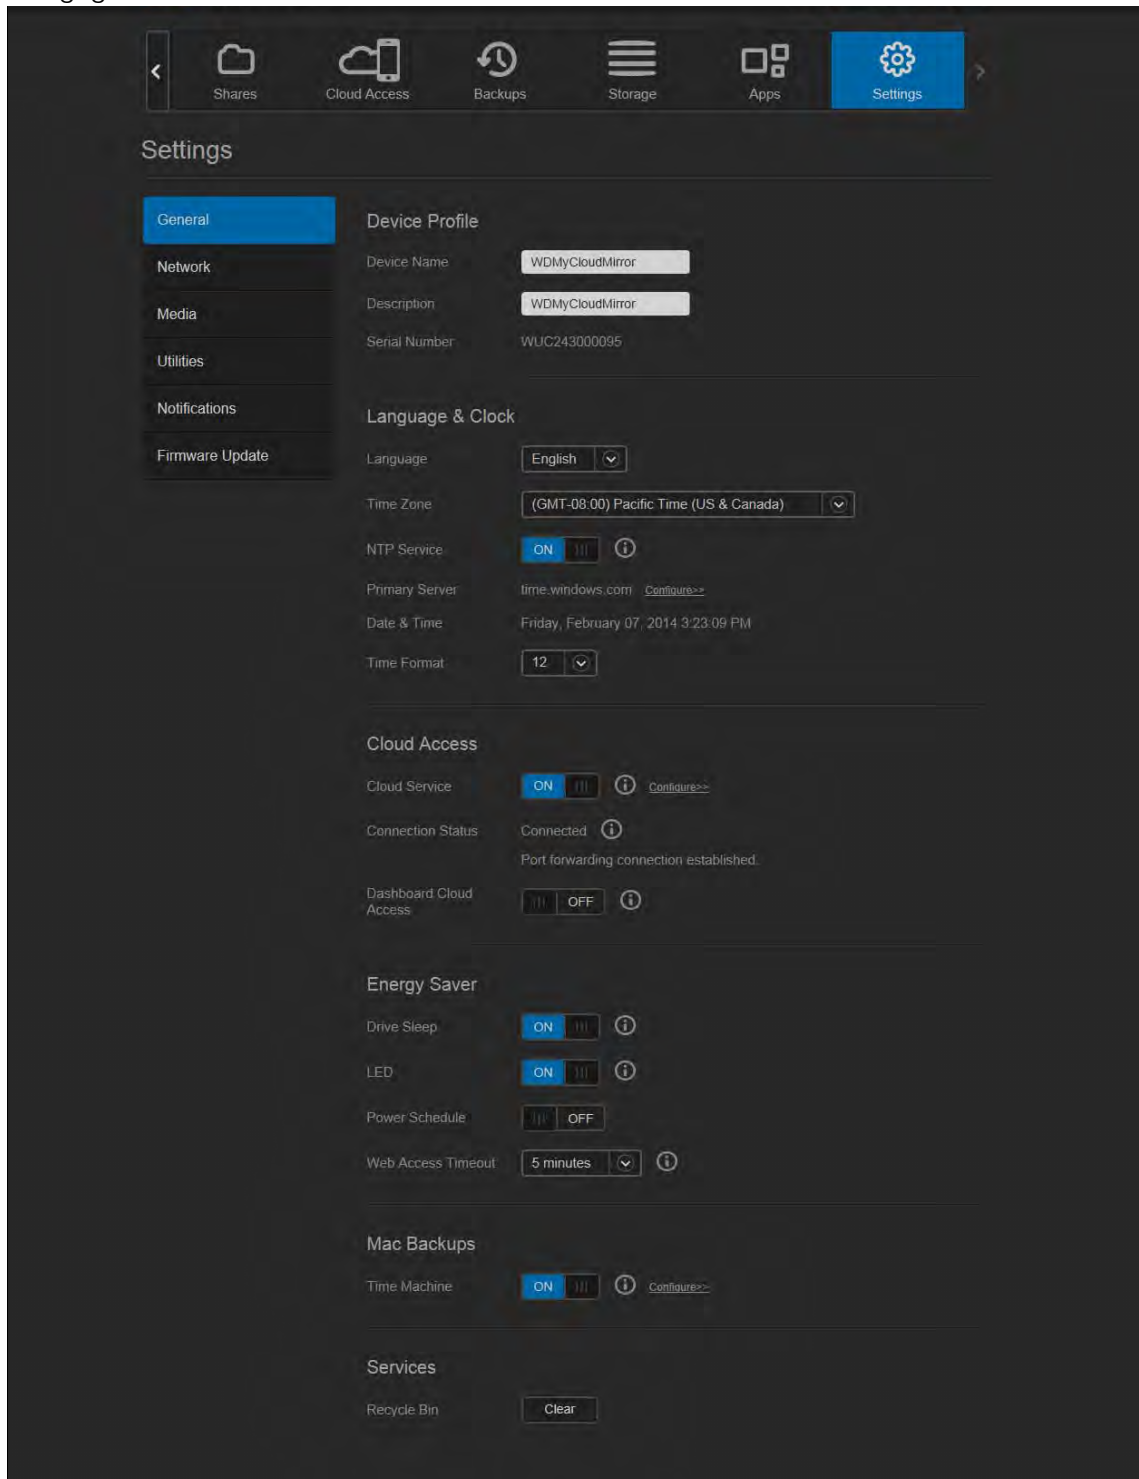 Shares
Cloud Access
Backups
Storage
Apps
Settings
Settings
General
Network
Media
Utilities
Notifications
Firmware Update
Device Profile
Device Name WDMyCloudMirror
Description WDMyCloudMirror
Serial Number WUC243000095
Language & Clock
Language English
Time Zone (GMT-08:00) Pacific Time (US & Canada)
NTP Service ON
Primary Server time.windows.com Configure>>
Date & Time Friday, February 07, 2014 3:23:09 PM
Time Format 12
Cloud Access
Cloud Service ON Configure>>
Connection Status Connected
Port forwarding connection established.
Dashboard Cloud
Access OFF
Energy Saver
Drive Sleep ON
LED ON
Power Schedule OFF
Web Access Timeout 5 minutes
Mac Backups
Time Machine ON Configure>>
Services
Recycle Bin Clear